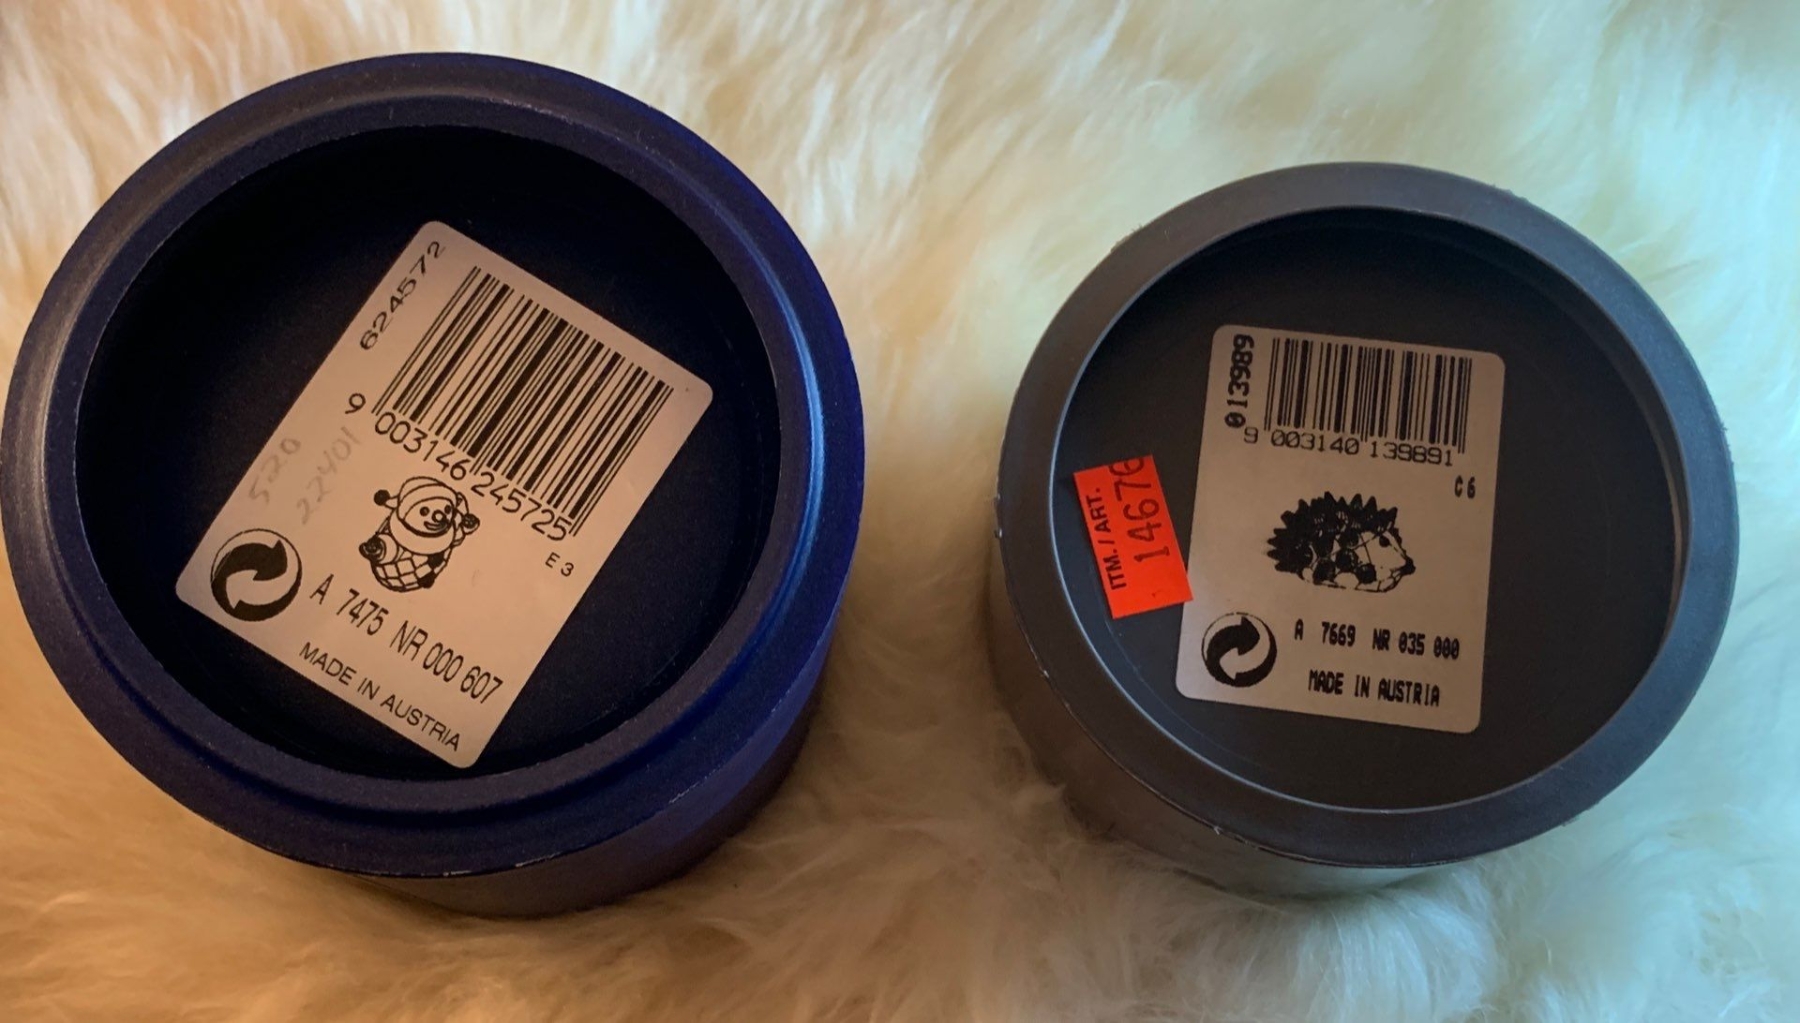 624572
9 003146 245725
520
22401
E 3
A 7475 NR 000 607
MADE IN AUSTRIA
013989
9 003140 139891
C 6
ITM./ART.
14676
A 7669 NR 035 000
MADE IN AUSTRIA